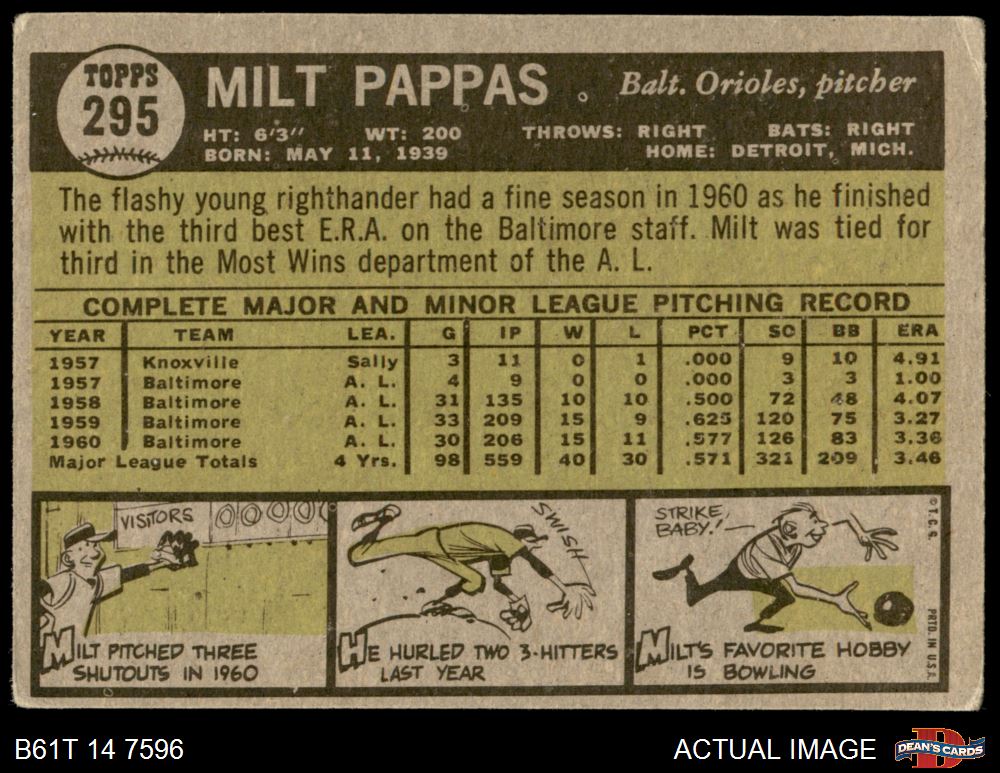 TOPPS
295
MILT PAPPAS
Balt. Orioles, pitcher
HT: 6'3" WT: 200 THROWS: RIGHT BATS: RIGHT
BORN: MAY 11, 1939 HOME: DETROIT, MICH.
The flashy young righthander had a fine season in 1960 as he finished
with the third best E.R.A. on the Baltimore staff. Milt was tied for
third in the Most Wins department of the A. L.
COMPLETE MAJOR AND MINOR LEAGUE PITCHING RECORD
YEAR TEAM LEA. G IP W L PCT SO BB ERA
1957 Knoxville Sally 3 11 0 1 .000 9 10 4.91
1957 Baltimore A. L. 4 9 0 0 .000 3 3 1.00
1958 Baltimore A. L. 31 135 10 10 .500 72 48 4.07
1959 Baltimore A. L. 33 209 15 9 .625 120 75 3.27
1960 Baltimore A. L. 30 206 15 11 .577 126 83 3.36
Major League Totals 4 Yrs. 98 559 40 30 .571 321 209 3.46
VISITORS 00000
MILT PITCHED THREE
SHUTOUTS IN 1960
SWISH
HE HURLED TWO 3-HITTERS
LAST YEAR
STRIKE,
BABY!
MILT'S FAVORITE HOBBY
IS BOWLING
© T.C.G.
PRTD. IN U.S.A.
B61T 14 7596
ACTUAL IMAGE
DEAN'S CARDS